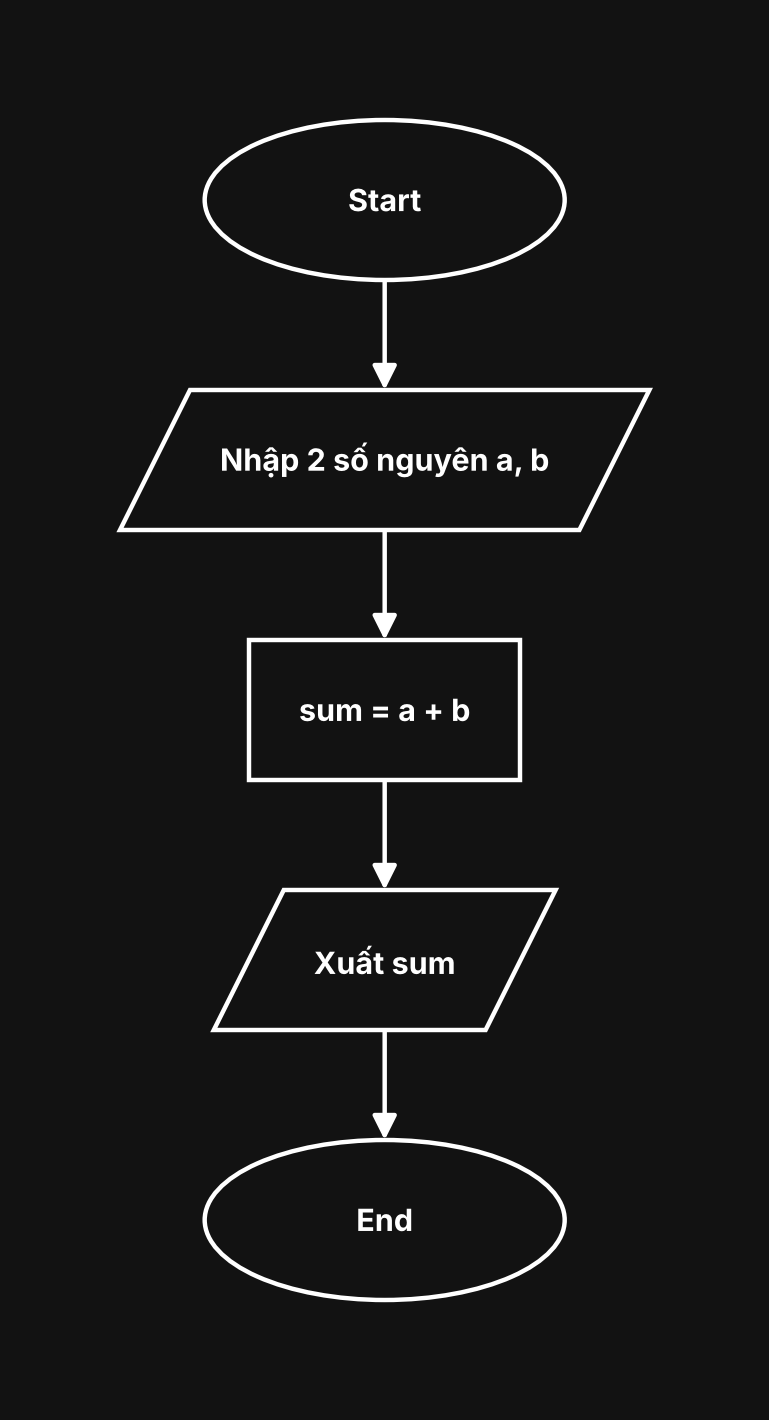 Start
Nhập 2 số nguyên a, b
sum = a + b
Xuất sum
End